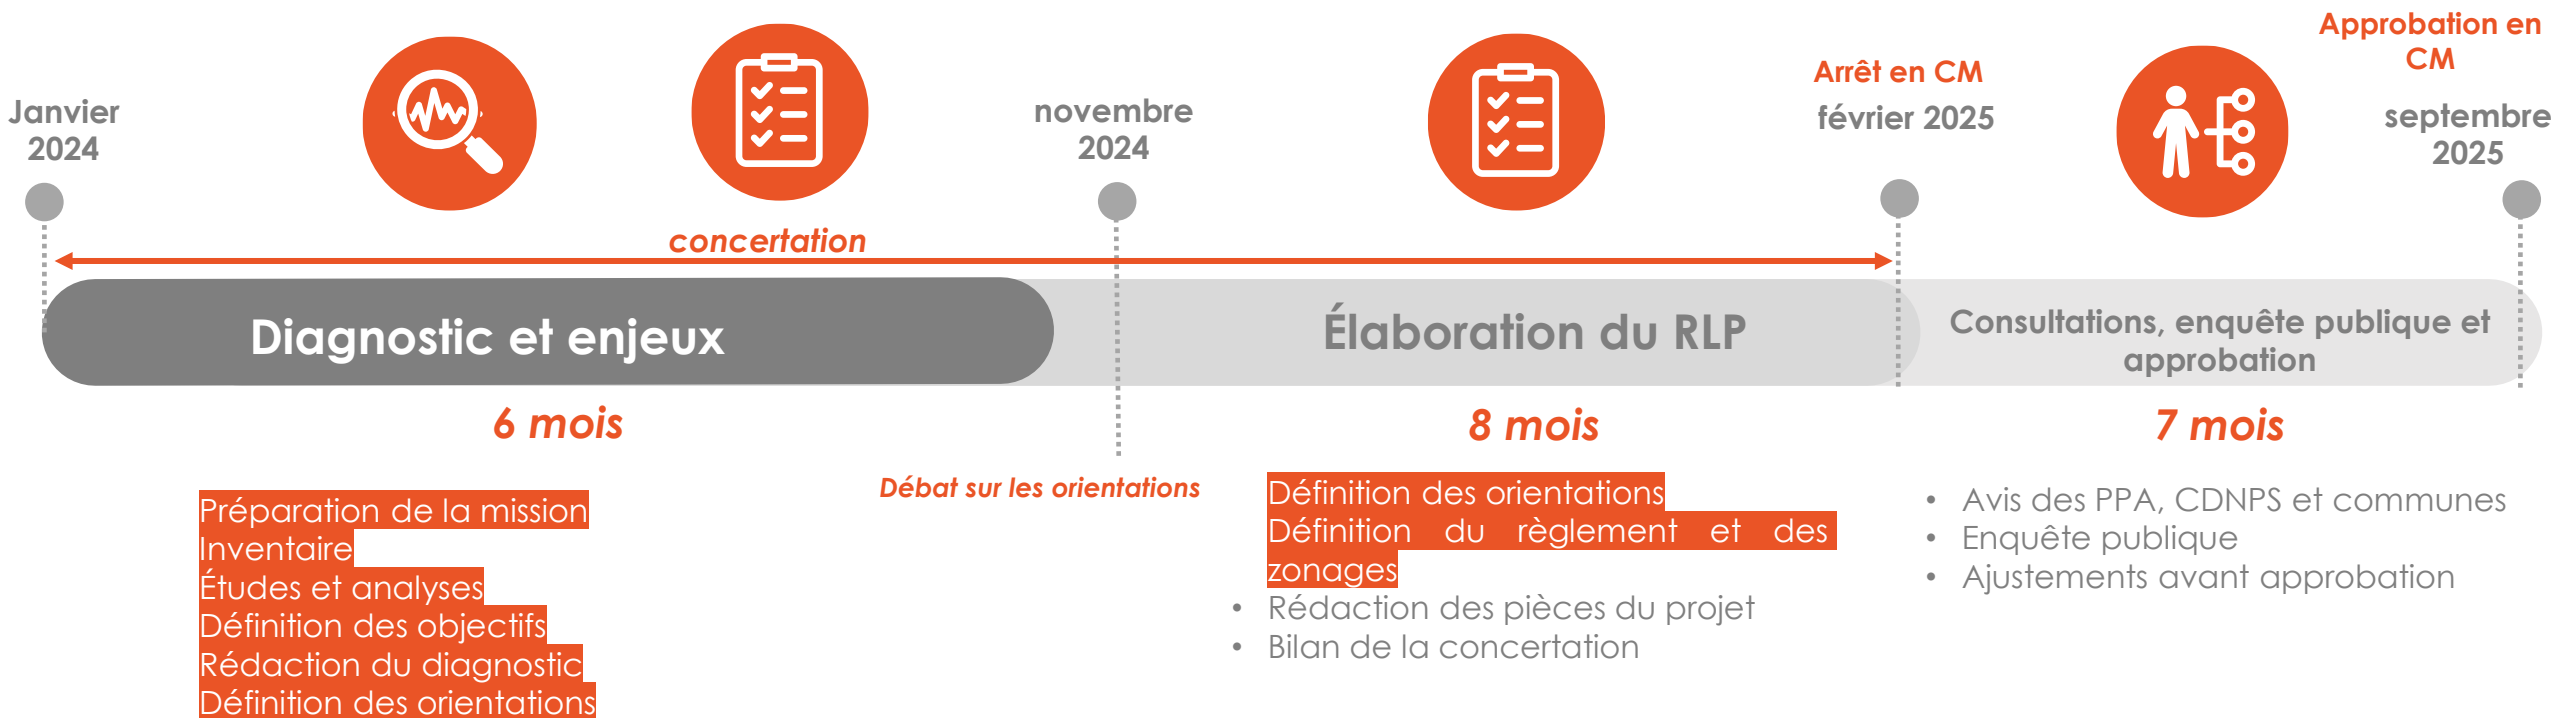 Janvier
2024
novembre
2024
Arrêt en CM
février 2025
Approbation en
CM
septembre
2025
concertation
Diagnostic et enjeux
Élaboration du RLP
Consultations, enquête publique et
approbation
6 mois
8 mois
7 mois
Débat sur les orientations
Préparation de la mission
Inventaire
Études et analyses
Définition des objectifs
Rédaction du diagnostic
Définition des orientations
Définition des orientations
Définition du règlement et des
zonages
• Rédaction des pièces du projet
• Bilan de la concertation
• Avis des PPA, CDNPS et communes
• Enquête publique
• Ajustements avant approbation